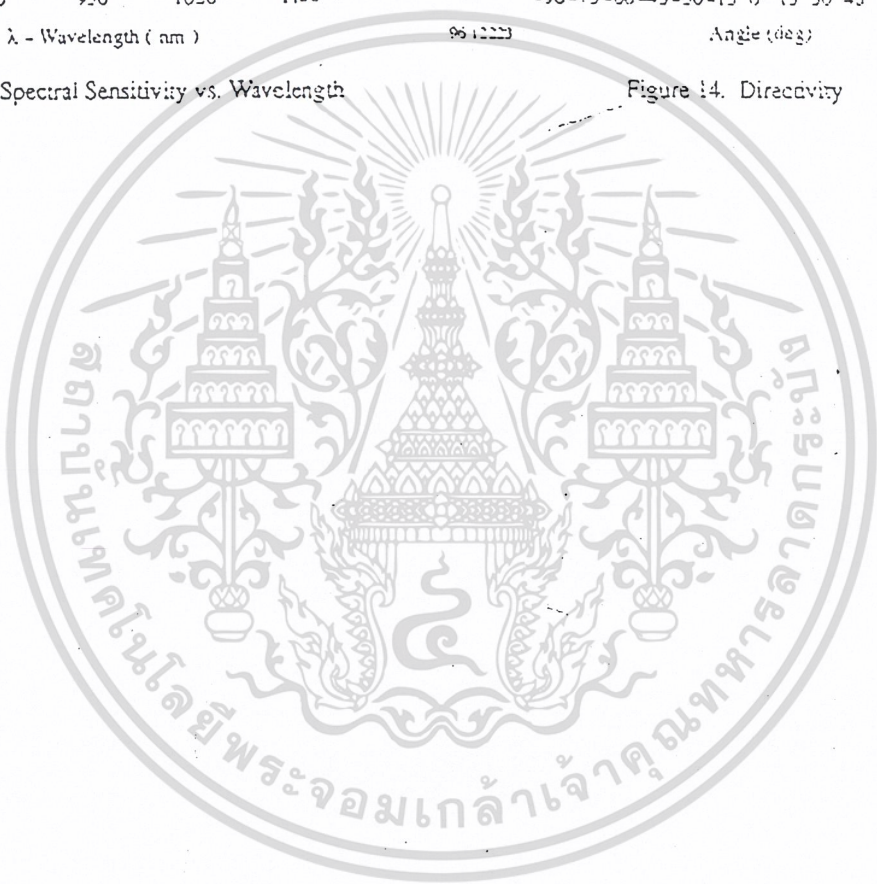 λ - Wavelength ( nm )
96 12223
Angle (deg)
Spectral Sensitivity vs. Wavelength
Figure 14. Directivity
สถาบันเทคโนโลยีพระจอมเกล้าเจ้าคุณทหารลาดกระบัง